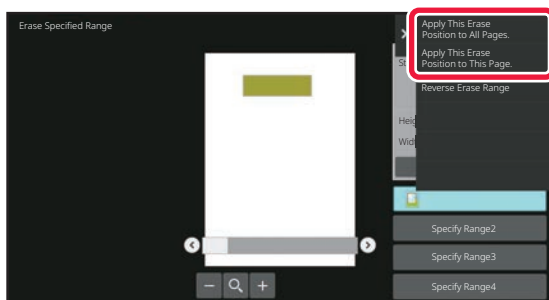 Erase Specified Range
Apply This Erase
Position to All Pages.
Apply This Erase
Position to This Page.
Reverse Erase Range
Specify Range2
Specify Range3
Specify Range4